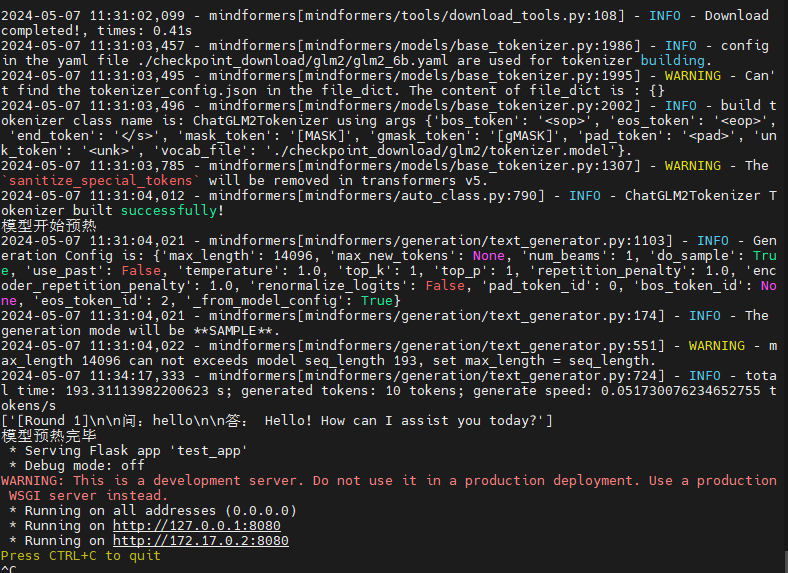 2024-05-07 11:31:02,099 - mindformers[mindformers/tools/download_tools.py:108] - INFO - Download
completed!, times: 0.41s
2024-05-07 11:31:03,457 - mindformers[mindformers/models/base_tokenizer.py:1986] - INFO - config
in the yaml file ./checkpoint_download/glm2/glm2_6b.yaml are used for tokenizer building.
2024-05-07 11:31:03,495 - mindformers[mindformers/models/base_tokenizer.py:1995] - WARNING - Can'
t find the tokenizer_config.json in the file_dict. The content of file_dict is : {}
2024-05-07 11:31:03,496 - mindformers[mindformers/models/base_tokenizer.py:2002] - INFO - build t
okenizer class name is: ChatGLM2Tokenizer using args {'bos_token': '<sop>', 'eos_token': '<eop>',
 'end_token': '</s>', 'mask_token': '[MASK]', 'gmask_token': '[gMASK]', 'pad_token': '<pad>', 'un
k_token': '<unk>', 'vocab_file': './checkpoint_download/glm2/tokenizer.model'}.
2024-05-07 11:31:03,785 - mindformers[mindformers/models/base_tokenizer.py:1307] - WARNING - The
`sanitize_special_tokens` will be removed in transformers v5.
2024-05-07 11:31:04,012 - mindformers[mindformers/auto_class.py:790] - INFO - ChatGLM2Tokenizer T
okenizer built successfully!
模型开始预热
2024-05-07 11:31:04,021 - mindformers[mindformers/generation/text_generator.py:1103] - INFO - Gen
eration Config is: {'max_length': 14096, 'max_new_tokens': None, 'num_beams': 1, 'do_sample': Tru
e, 'use_past': False, 'temperature': 1.0, 'top_k': 1, 'top_p': 1, 'repetition_penalty': 1.0, 'enc
oder_repetition_penalty': 1.0, 'renormalize_logits': False, 'pad_token_id': 0, 'bos_token_id': No
ne, 'eos_token_id': 2, '_from_model_config': True}
2024-05-07 11:31:04,021 - mindformers[mindformers/generation/text_generator.py:174] - INFO - The
generation mode will be **SAMPLE**.
2024-05-07 11:31:04,022 - mindformers[mindformers/generation/text_generator.py:551] - WARNING - m
ax_length 14096 can not exceeds model seq_length 193, set max_length = seq_length.
2024-05-07 11:34:17,333 - mindformers[mindformers/generation/text_generator.py:724] - INFO - tota
l time: 193.31113982200623 s; generated tokens: 10 tokens; generate speed: 0.051730076234652755 t
okens/s
['[Round 1]\n\n问：hello\n\n答： Hello! How can I assist you today?']
模型预热完毕
 * Serving Flask app 'test_app'
 * Debug mode: off
WARNING: This is a development server. Do not use it in a production deployment. Use a production
 WSGI server instead.
 * Running on all addresses (0.0.0.0)
 * Running on http://127.0.0.1:8080
 * Running on http://172.17.0.2:8080
Press CTRL+C to quit
^C